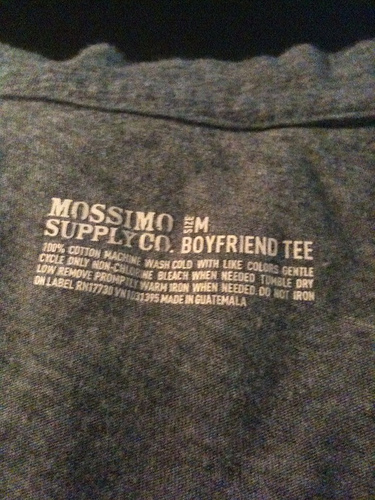 MOSSIMO
SUPPLY CO.
SIZE M
BOYFRIEND TEE
100% COTTON MACHINE WASH COLD WITH LIKE COLORS GENTLE
CYCLE ONLY NON-CHLORINE BLEACH WHEN NEEDED TUMBLE DRY
LOW REMOVE PROMPTLY WARM IRON WHEN NEEDED. DO NOT IRON
ON LABEL RN17730 VN1031395 MADE IN GUATEMALA